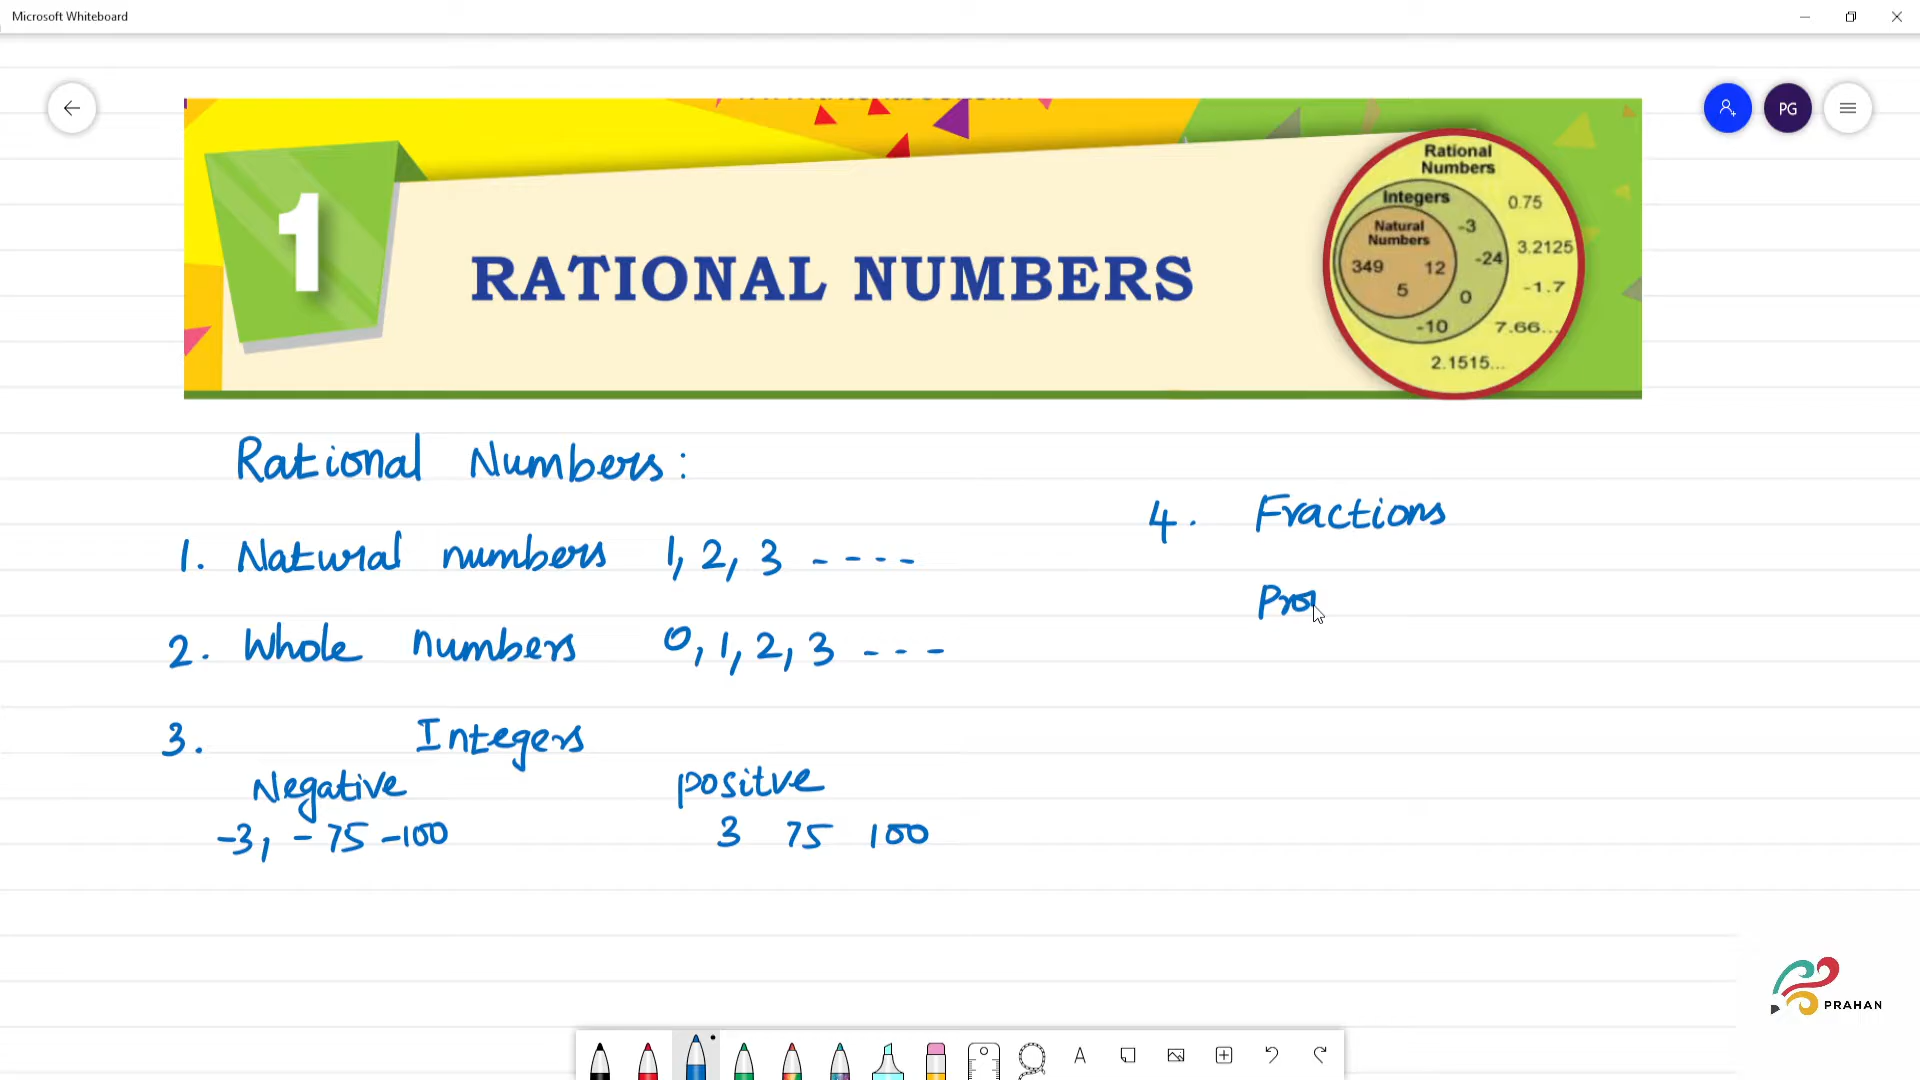 Microsoft Whiteboard
PG
1
RATIONAL NUMBERS
Rational
Numbers
Integers
0.75
Natural
Numbers
-3
3.2125
349 12
-24
5
0
-1.7
-10
7.66...
2.1515...
Rational Numbers:
1. Natural numbers 1, 2, 3 ----
2. Whole numbers 0, 1, 2, 3 ---
3. Integers
Negative positve
-3, -75 -100 3 75 100
4. Fractions
Pro
PRAHAN
A